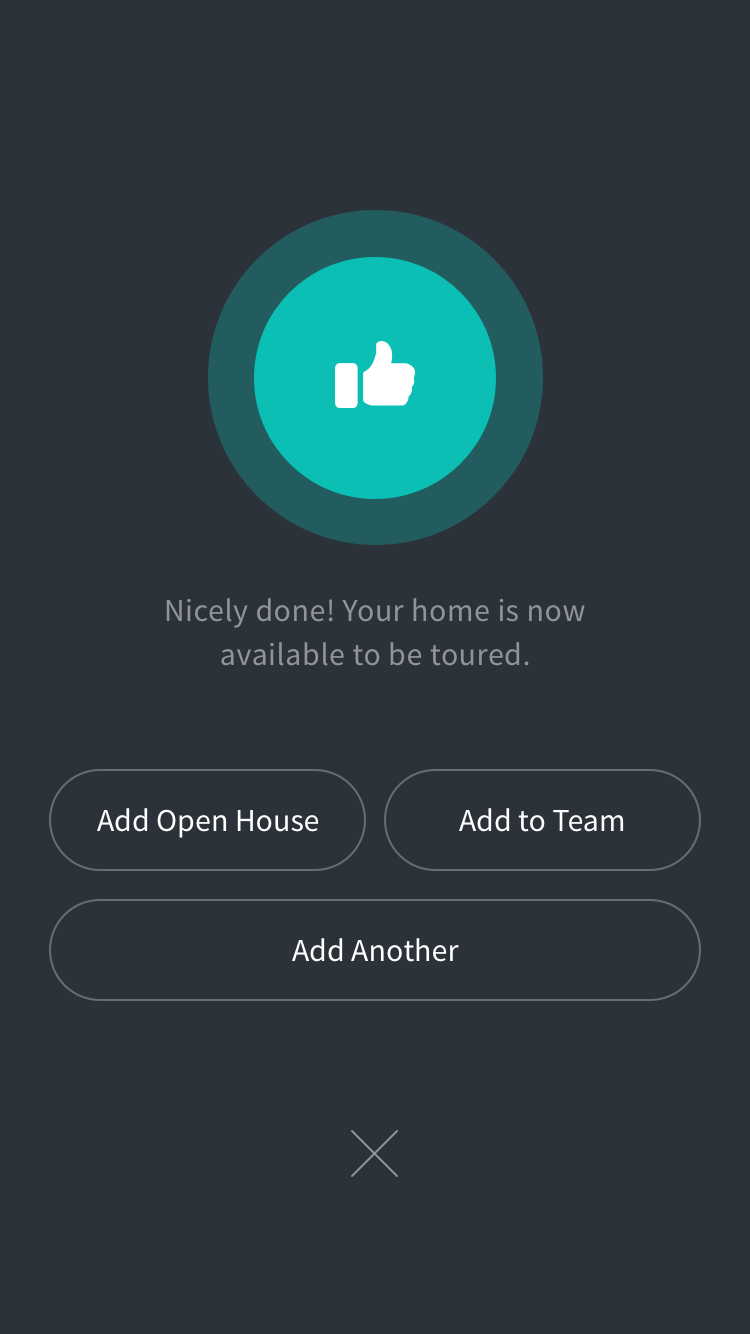 Nicely done! Your home is now
available to be toured.
Add Open House
Add to Team
Add Another